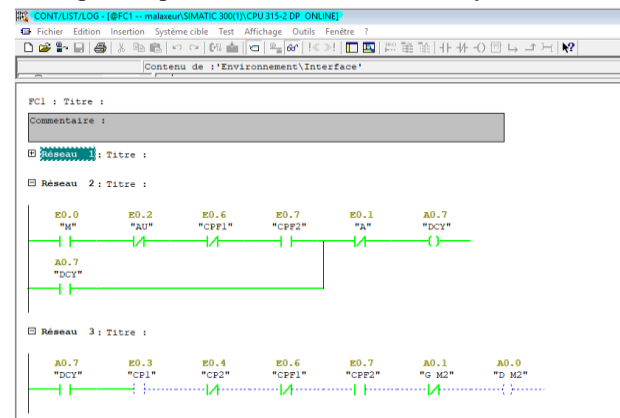 CONT/LIST/LOG - [@FC1 -- malaxeur\SIMATIC 300(1)\CPU 315-2 DP ONLINE]
Fichier Edition Insertion Système cible Test Affichage Outils Fenêtre ?
Contenu de :'Environnement\Interface'
FC1 : Titre :
Commentaire :
Réseau 1: Titre :
Réseau 2: Titre :
E0.0 E0.2 E0.6 E0.7 E0.1 A0.7
"M" "AU" "CPF1" "CPF2" "A" "DCY"
A0.7
"DCY"
Réseau 3: Titre :
A0.7 E0.3 E0.4 E0.6 E0.7 A0.1 A0.0
"DCY" "CP1" "CP2" "CPF1" "CPF2" "G M2" "D M2"